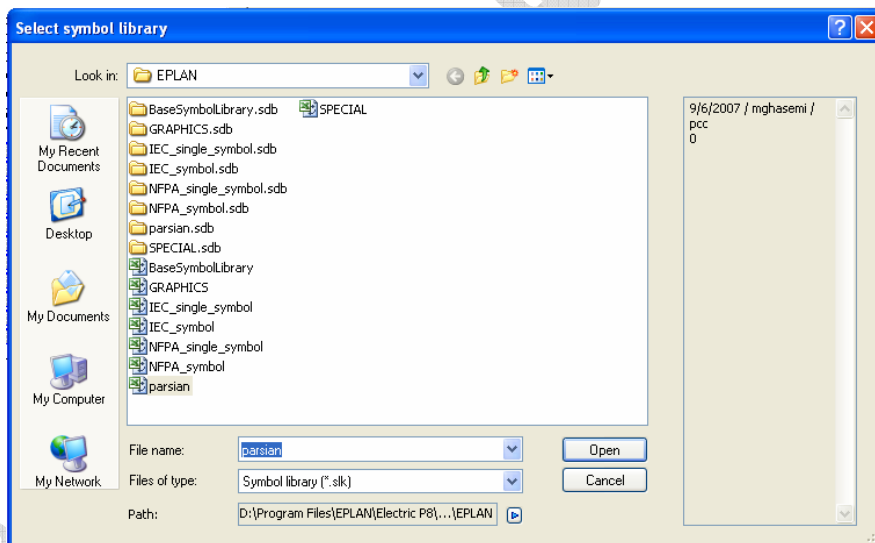 Select symbol library
Look in:
EPLAN
My Recent
Documents
Desktop
My Documents
My Computer
My Network
BaseSymbolLibrary.sdb
GRAPHICS.sdb
IEC_single_symbol.sdb
IEC_symbol.sdb
NFPA_single_symbol.sdb
NFPA_symbol.sdb
parsian.sdb
SPECIAL.sdb
BaseSymbolLibrary
GRAPHICS
IEC_single_symbol
IEC_symbol
NFPA_single_symbol
NFPA_symbol
parsian
SPECIAL
9/6/2007 / mghasemi /
pcc
0
File name:
parsian
Open
Files of type:
Symbol library (*.slk)
Cancel
Path:
D:\Program Files\EPLAN\Electric P8\...\EPLAN